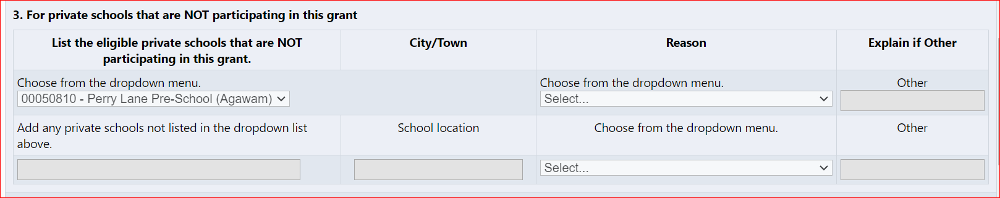 3. For private schools that are NOT participating in this grant
List the eligible private schools that are NOT
participating in this grant.
City/Town
Reason
Explain if Other
Choose from the dropdown menu.
00050810 - Perry Lane Pre-School (Agawam)
Choose from the dropdown menu.
Select...
Other
Add any private schools not listed in the dropdown list
above.
School location
Choose from the dropdown menu.
Other
Select...